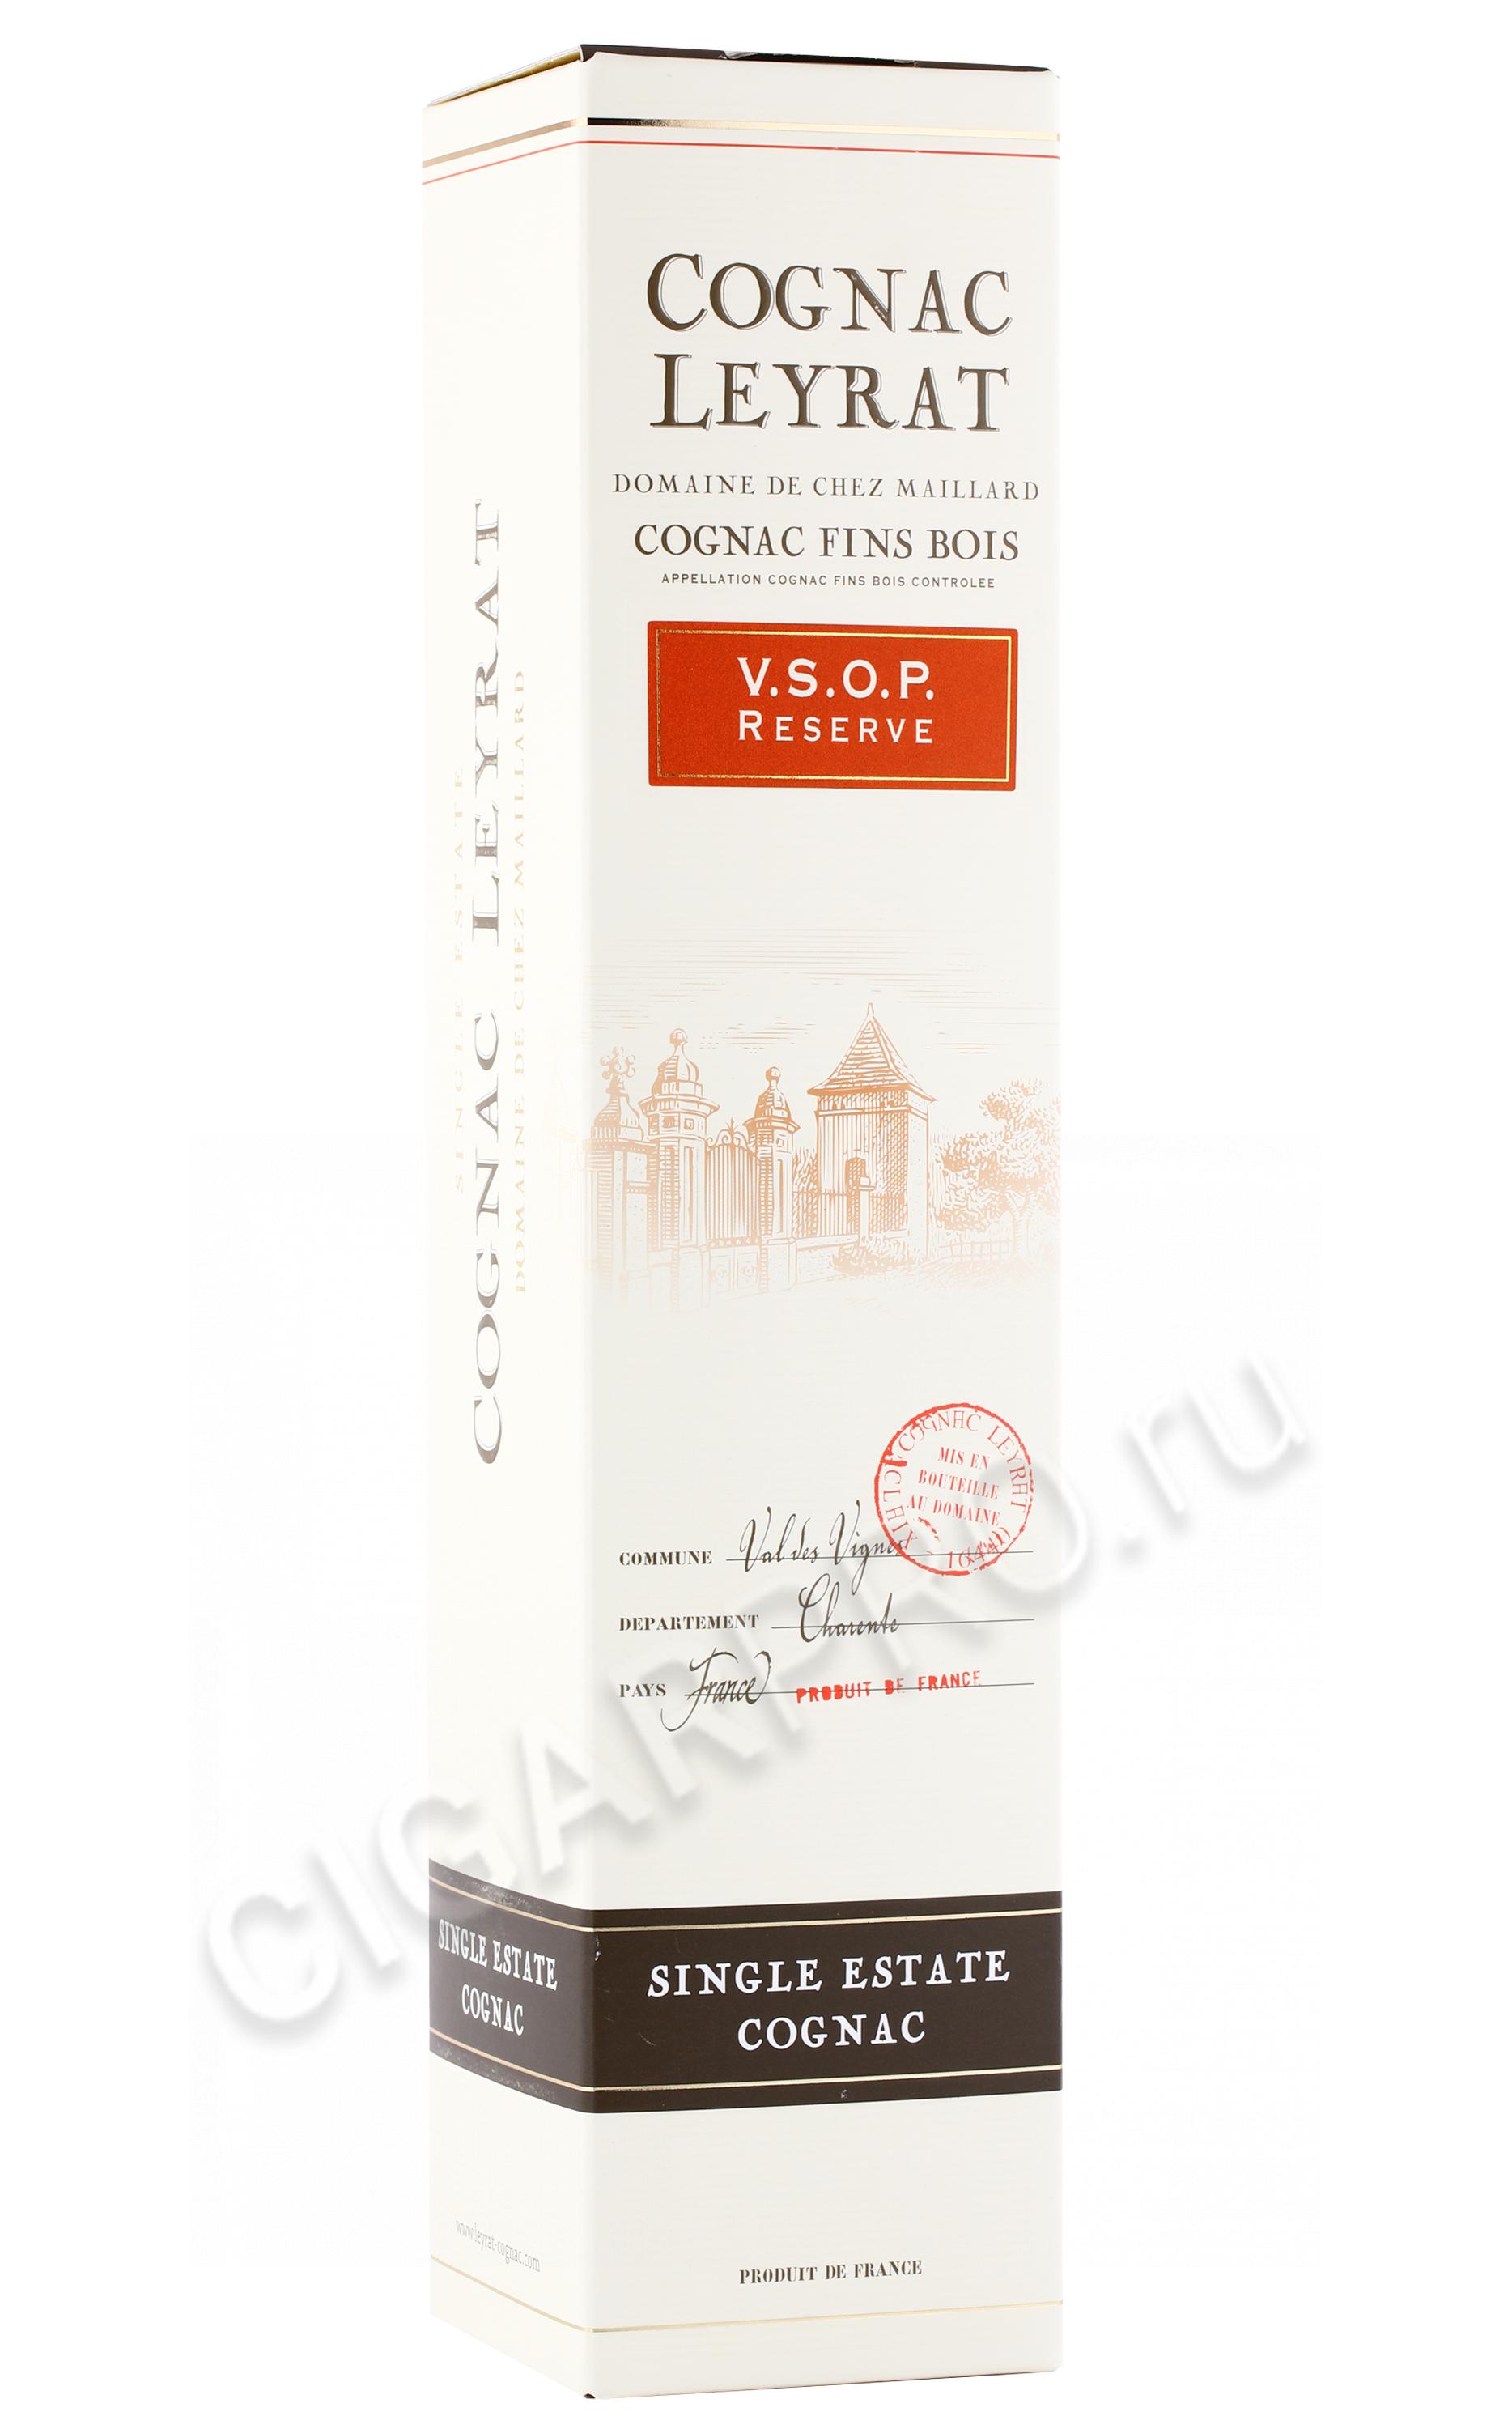 COGNAC
LEYRAT
DOMAINE DE CHEZ MAILLARD
COGNAC FINS BOIS
APPELLATION COGNAC FINS BOIS CONTROLEE
V.S.O.P.
RESERVE
COGNAC LEYRAT
MIS EN
BOUTEILLE
AU DOMAINE
COMMUNE Val des Vignes
DEPARTEMENT Charente
PAYS France PRODUIT DE FRANCE
SINGLE ESTATE
COGNAC
PRODUIT DE FRANCE
SINGLE ESTATE
COGNAC LEYRAT
DOMAINE DE CHEZ MAILLARD
SINGLE ESTATE
COGNAC
www.leyrat-cognac.com
CIGARPRO.ru